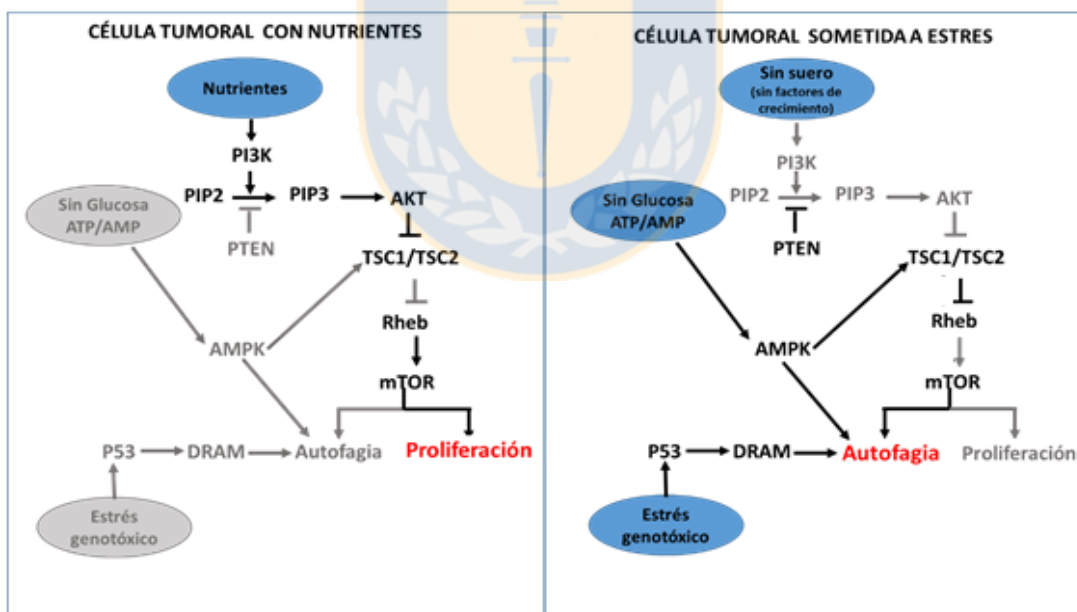 CÉLULA TUMORAL CON NUTRIENTES
Nutrientes
PI3K
PIP2
PIP3
AKT
Sin Glucosa
ATP/AMP
PTEN
TSC1/TSC2
Rheb
AMPK
mTOR
P53
DRAM
Autofagia
Proliferación
Estrés
genotóxico
CÉLULA TUMORAL SOMETIDA A ESTRES
Sin suero
(sin factores de
crecimiento)
PI3K
PIP2
PIP3
AKT
Sin Glucosa
ATP/AMP
PTEN
TSC1/TSC2
Rheb
AMPK
mTOR
P53
DRAM
Autofagia
Proliferación
Estrés
genotóxico